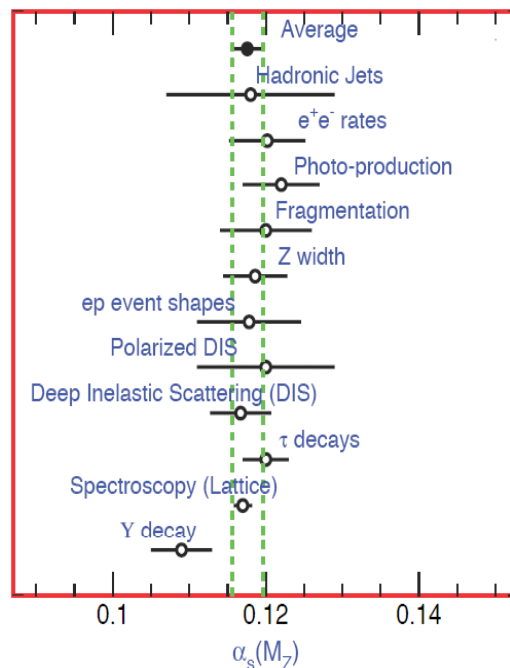 Average
Hadronic Jets
e⁺e⁻ rates
Photo-production
Fragmentation
Z width
ep event shapes
Polarized DIS
Deep Inelastic Scattering (DIS)
τ decays
Spectroscopy (Lattice)
Υ decay
0.1 0.12 0.14
αₛ(M_Z)